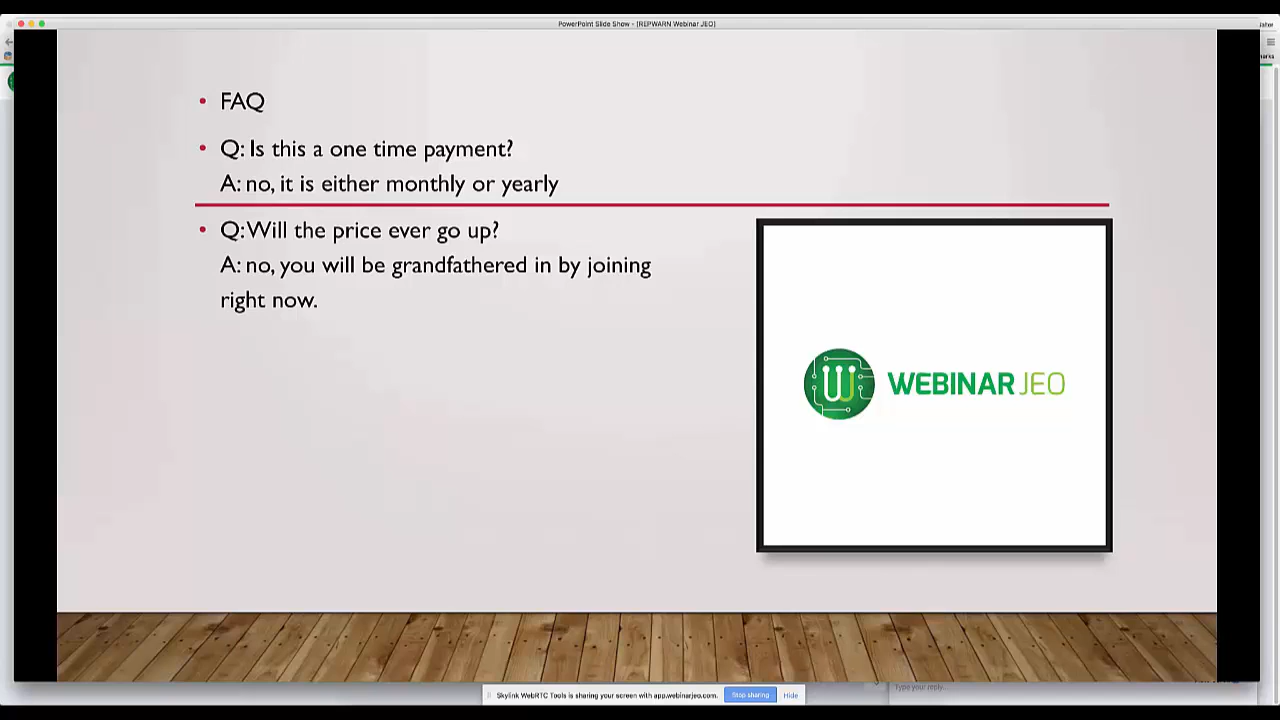 PowerPoint Slide Show - [REPWARN Webinar JEO]
FAQ
Q: Is this a one time payment?
A: no, it is either monthly or yearly
Q: Will the price ever go up?
A: no, you will be grandfathered in by joining
right now.
WEBINAR JEO
Skylink WebRTC Tools is sharing your screen with app.webinarjeo.com.
Stop sharing
Hide
Type your reply...